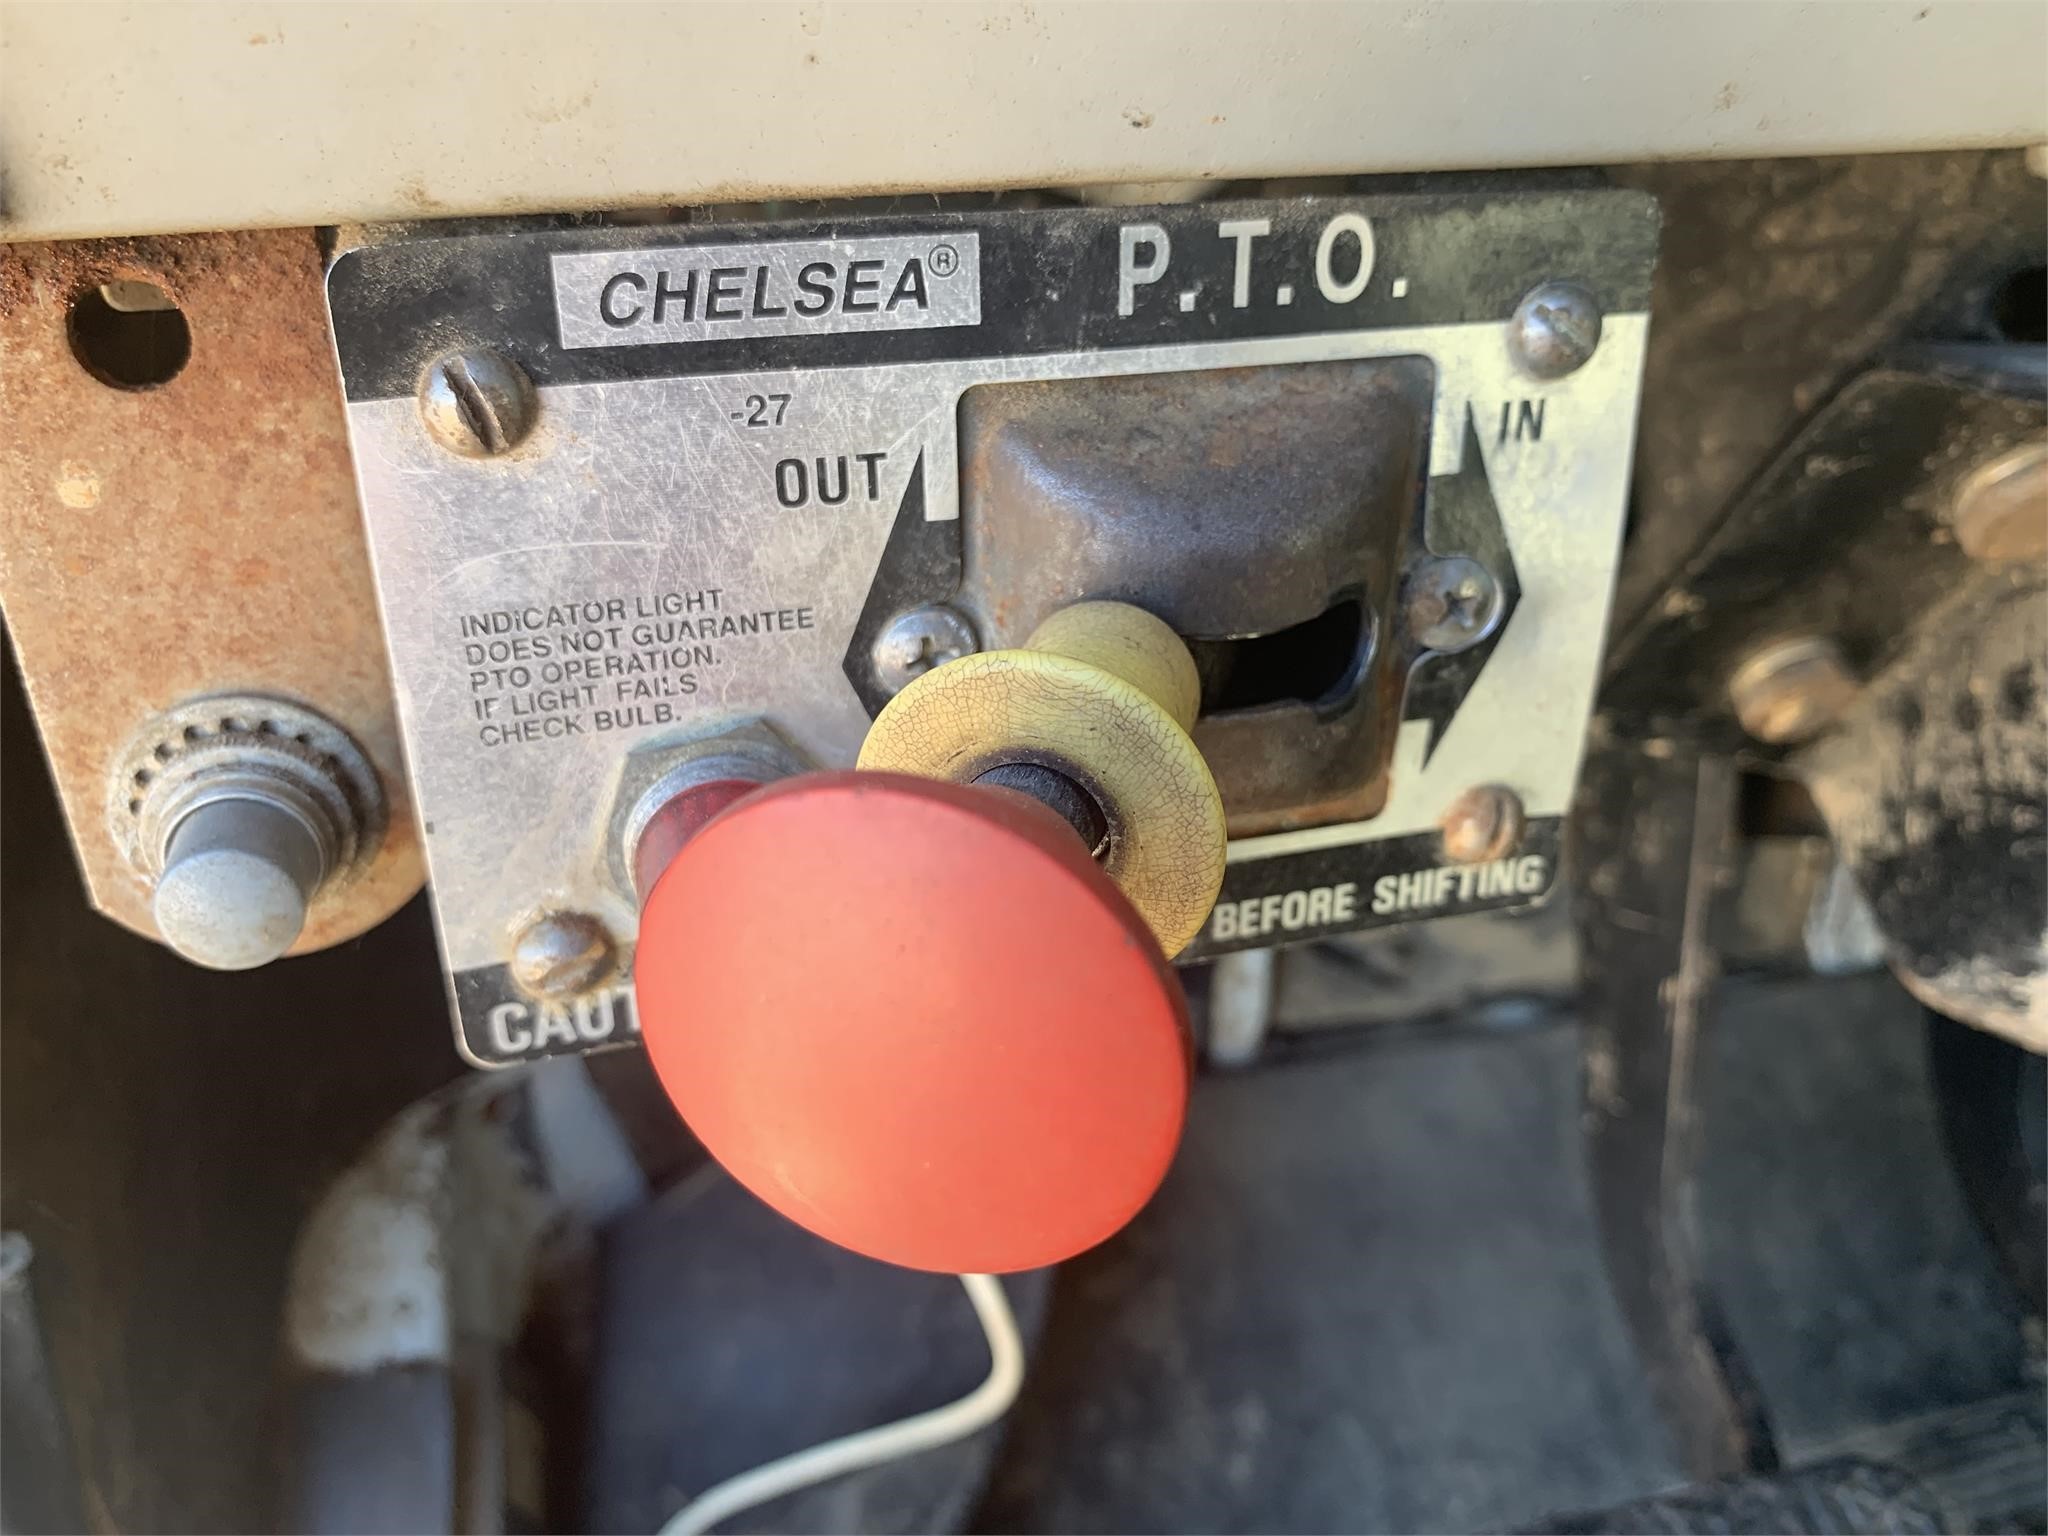 CHELSEA®
P.T.O.
-27
OUT
IN
INDICATOR LIGHT
DOES NOT GUARANTEE
PTO OPERATION.
IF LIGHT FAILS
CHECK BULB.
BEFORE SHIFTING